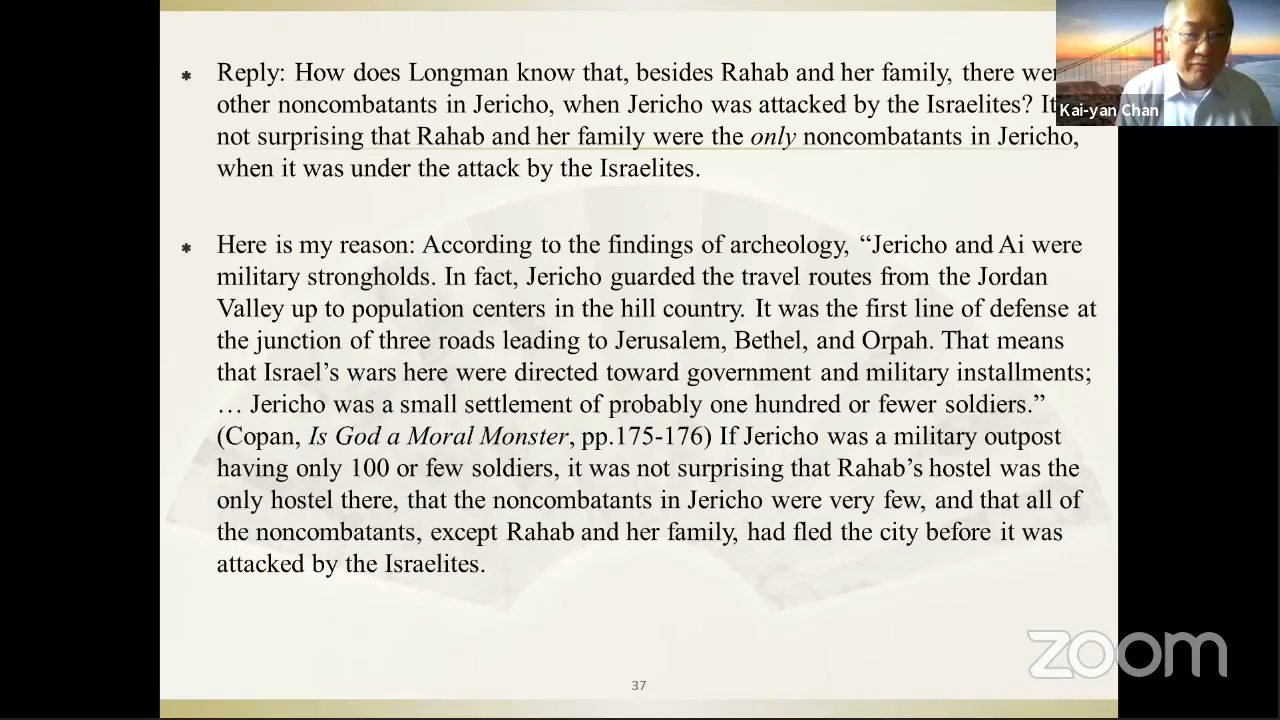 Reply: How does Longman know that, besides Rahab and her family, there
other noncombatants in Jericho, when Jericho was attacked by the Israelites? It
not surprising that Rahab and her family were the only noncombatants in Jericho,
when it was under the attack by the Israelites.
Here is my reason: According to the findings of archeology, “Jericho and Ai were
military strongholds. In fact, Jericho guarded the travel routes from the Jordan
Valley up to population centers in the hill country. It was the first line of defense at
the junction of three roads leading to Jerusalem, Bethel, and Orpah. That means
that Israel’s wars here were directed toward government and military installments;
… Jericho was a small settlement of probably one hundred or fewer soldiers.”
(Copan, Is God a Moral Monster, pp.175-176) If Jericho was a military outpost
having only 100 or few soldiers, it was not surprising that Rahab’s hostel was the
only hostel there, that the noncombatants in Jericho were very few, and that all of
the noncombatants, except Rahab and her family, had fled the city before it was
attacked by the Israelites.
37
Kai-yan Chan
zoom